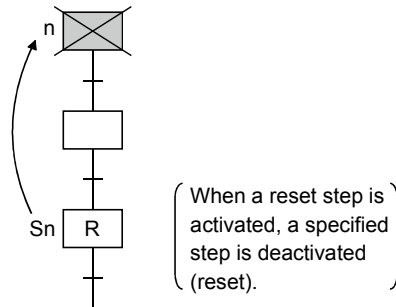 n
Sn
R
When a reset step is
activated, a specified
step is deactivated
(reset).